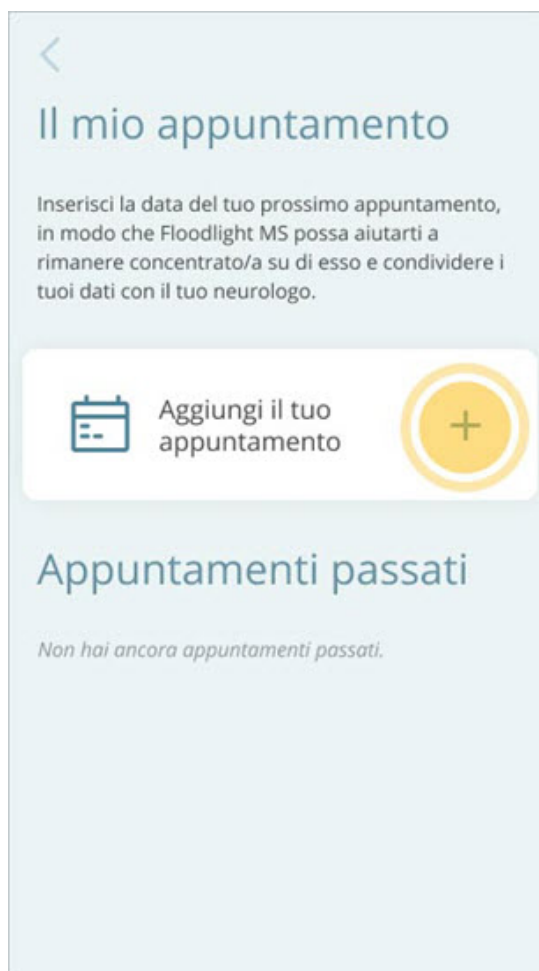 Il mio appuntamento
Inserisci la data del tuo prossimo appuntamento,
in modo che Floodlight MS possa aiutarti a
rimanere concentrato/a su di esso e condividere i
tuoi dati con il tuo neurologo.
Aggiungi il tuo
appuntamento
Appuntamenti passati
Non hai ancora appuntamenti passati.